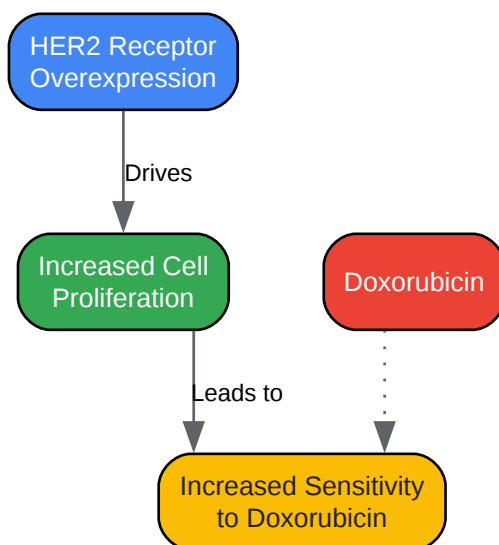 HER2 Receptor
Overexpression
Drives
Increased Cell
Proliferation
Doxorubicin
Leads to
Increased Sensitivity
to Doxorubicin